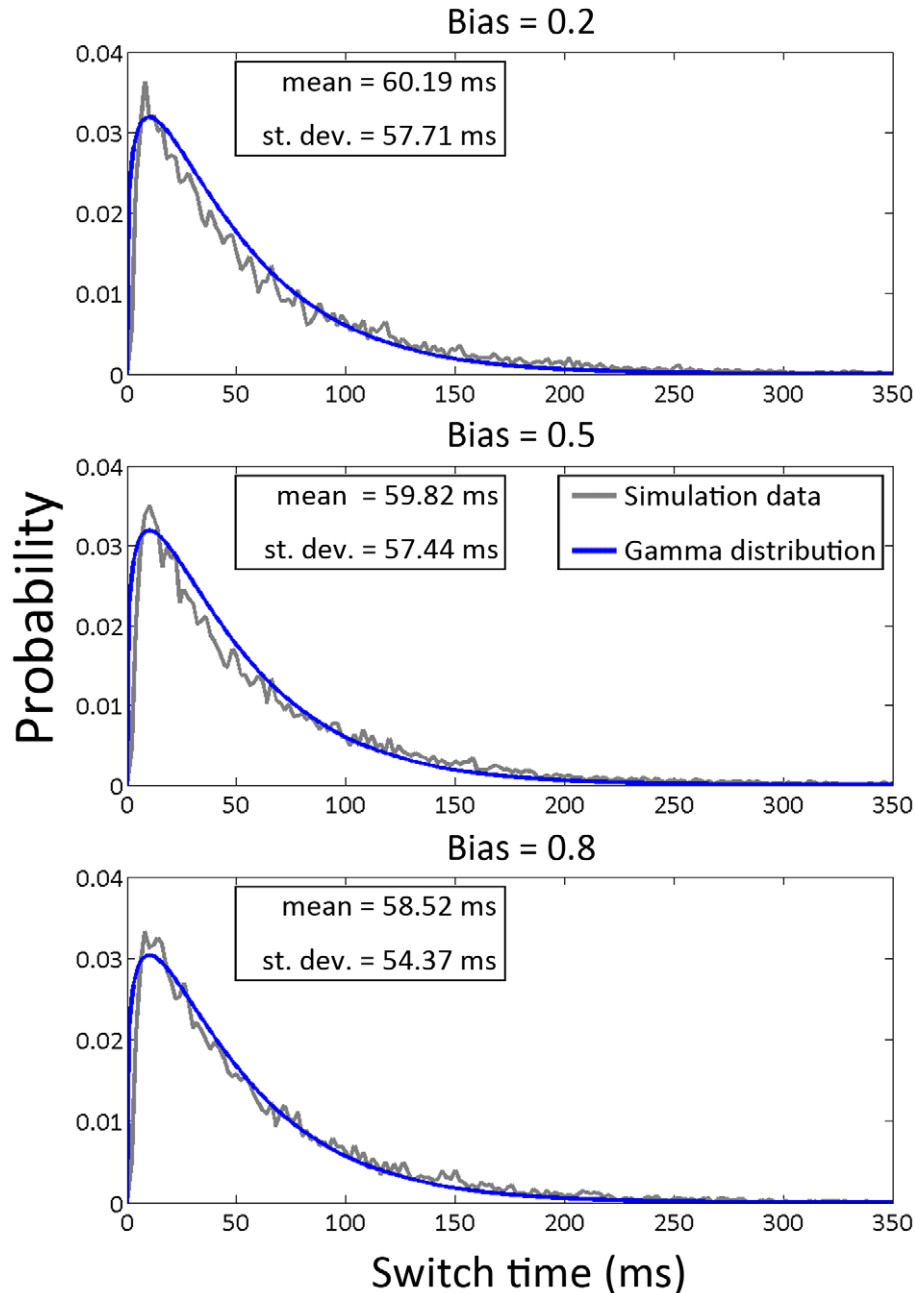 Bias = 0.2
0.04
0.03
0.02
0.01
0
mean = 60.19 ms
st. dev. = 57.71 ms
0 50 100 150 200 250 300 350
Bias = 0.5
0.04
0.03
0.02
0.01
0
mean = 59.82 ms
st. dev. = 57.44 ms
Simulation data
Gamma distribution
0 50 100 150 200 250 300 350
Probability
Bias = 0.8
0.04
0.03
0.02
0.01
0
mean = 58.52 ms
st. dev. = 54.37 ms
0 50 100 150 200 250 300 350
Switch time (ms)